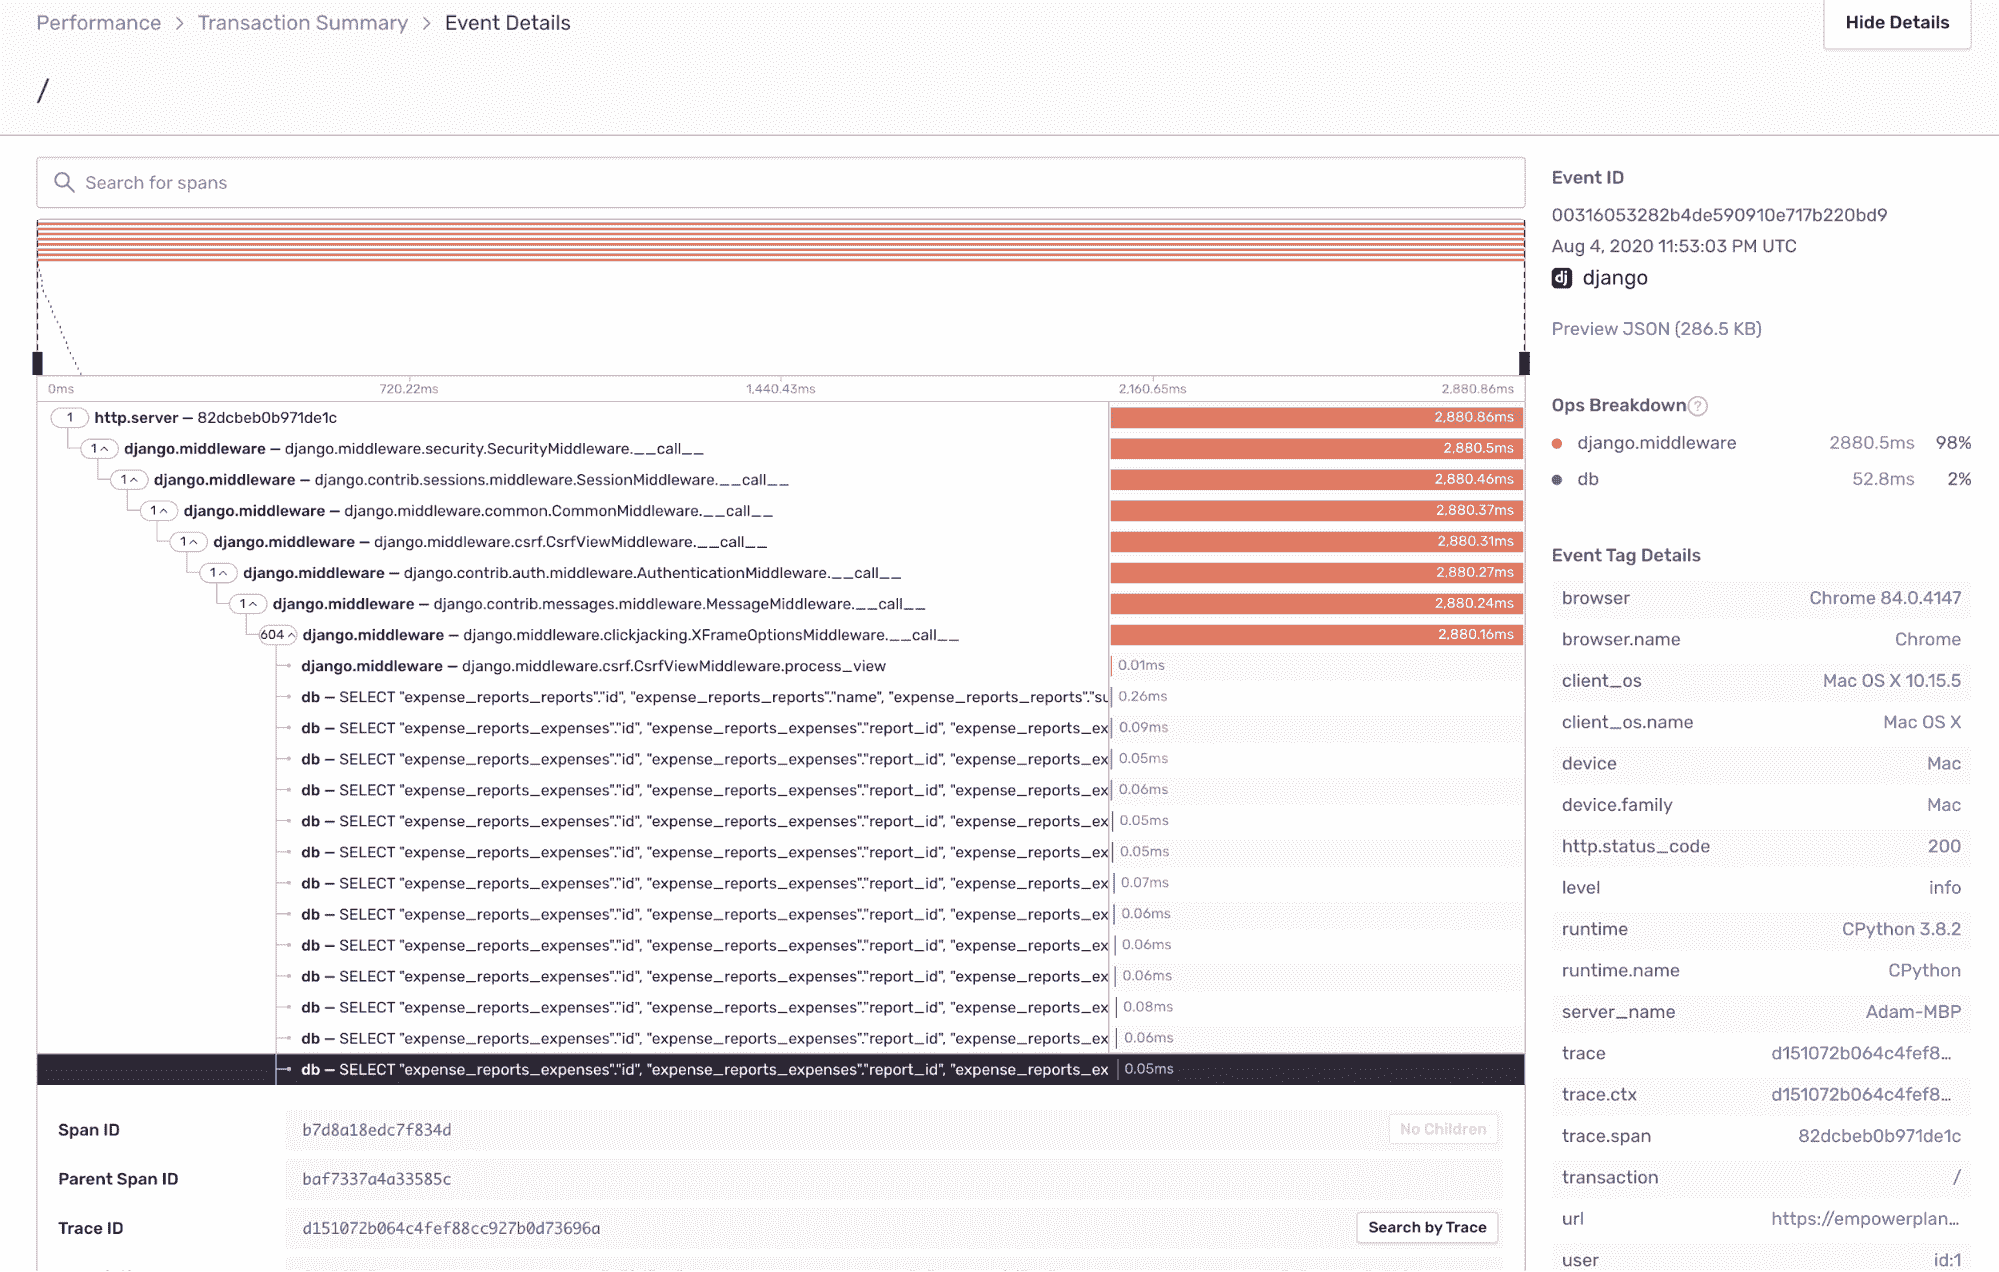 Performance > Transaction Summary > Event Details
Hide Details
/
Search for spans
0ms 720.22ms 1,440.43ms 2,160.65ms 2,880.86ms
1 http.server — 82dcbeb0b971de1c 2,880.86ms
1 django.middleware — django.middleware.security.SecurityMiddleware.__call__ 2,880.5ms
1 django.middleware — django.contrib.sessions.middleware.SessionMiddleware.__call__ 2,880.46ms
1 django.middleware — django.middleware.common.CommonMiddleware.__call__ 2,880.37ms
1 django.middleware — django.middleware.csrf.CsrfViewMiddleware.__call__ 2,880.31ms
1 django.middleware — django.contrib.auth.middleware.AuthenticationMiddleware.__call__ 2,880.27ms
1 django.middleware — django.contrib.messages.middleware.MessageMiddleware.__call__ 2,880.24ms
604 django.middleware — django.middleware.clickjacking.XFrameOptionsMiddleware.__call__ 2,880.16ms
django.middleware — django.middleware.csrf.CsrfViewMiddleware.process_view 0.01ms
db — SELECT "expense_reports_reports"."id", "expense_reports_reports"."name", "expense_reports_reports"."su 0.26ms
db — SELECT "expense_reports_expenses"."id", "expense_reports_expenses"."report_id", "expense_reports_ex 0.09ms
db — SELECT "expense_reports_expenses"."id", "expense_reports_expenses"."report_id", "expense_reports_ex 0.05ms
db — SELECT "expense_reports_expenses"."id", "expense_reports_expenses"."report_id", "expense_reports_ex 0.06ms
db — SELECT "expense_reports_expenses"."id", "expense_reports_expenses"."report_id", "expense_reports_ex 0.05ms
db — SELECT "expense_reports_expenses"."id", "expense_reports_expenses"."report_id", "expense_reports_ex 0.05ms
db — SELECT "expense_reports_expenses"."id", "expense_reports_expenses"."report_id", "expense_reports_ex 0.07ms
db — SELECT "expense_reports_expenses"."id", "expense_reports_expenses"."report_id", "expense_reports_ex 0.06ms
db — SELECT "expense_reports_expenses"."id", "expense_reports_expenses"."report_id", "expense_reports_ex 0.06ms
db — SELECT "expense_reports_expenses"."id", "expense_reports_expenses"."report_id", "expense_reports_ex 0.06ms
db — SELECT "expense_reports_expenses"."id", "expense_reports_expenses"."report_id", "expense_reports_ex 0.08ms
db — SELECT "expense_reports_expenses"."id", "expense_reports_expenses"."report_id", "expense_reports_ex 0.06ms
db — SELECT "expense_reports_expenses"."id", "expense_reports_expenses"."report_id", "expense_reports_ex 0.05ms
Span ID b7d8a18edc7f834d No Children
Parent Span ID baf7337a4a33585c
Trace ID d151072b064c4fef88cc927b0d73696a Search by Trace
Event ID
00316053282b4de590910e717b220bd9
Aug 4, 2020 11:53:03 PM UTC
dj django
Preview JSON (286.5 KB)
Ops Breakdown ?
django.middleware 2880.5ms 98%
db 52.8ms 2%
Event Tag Details
browser Chrome 84.0.4147
browser.name Chrome
client_os Mac OS X 10.15.5
client_os.name Mac OS X
device Mac
device.family Mac
http.status_code 200
level info
runtime CPython 3.8.2
runtime.name CPython
server_name Adam-MBP
trace d151072b064c4fef8...
trace.ctx d151072b064c4fef8...
trace.span 82dcbeb0b971de1c
transaction /
url https://empowerplan...
user id:1